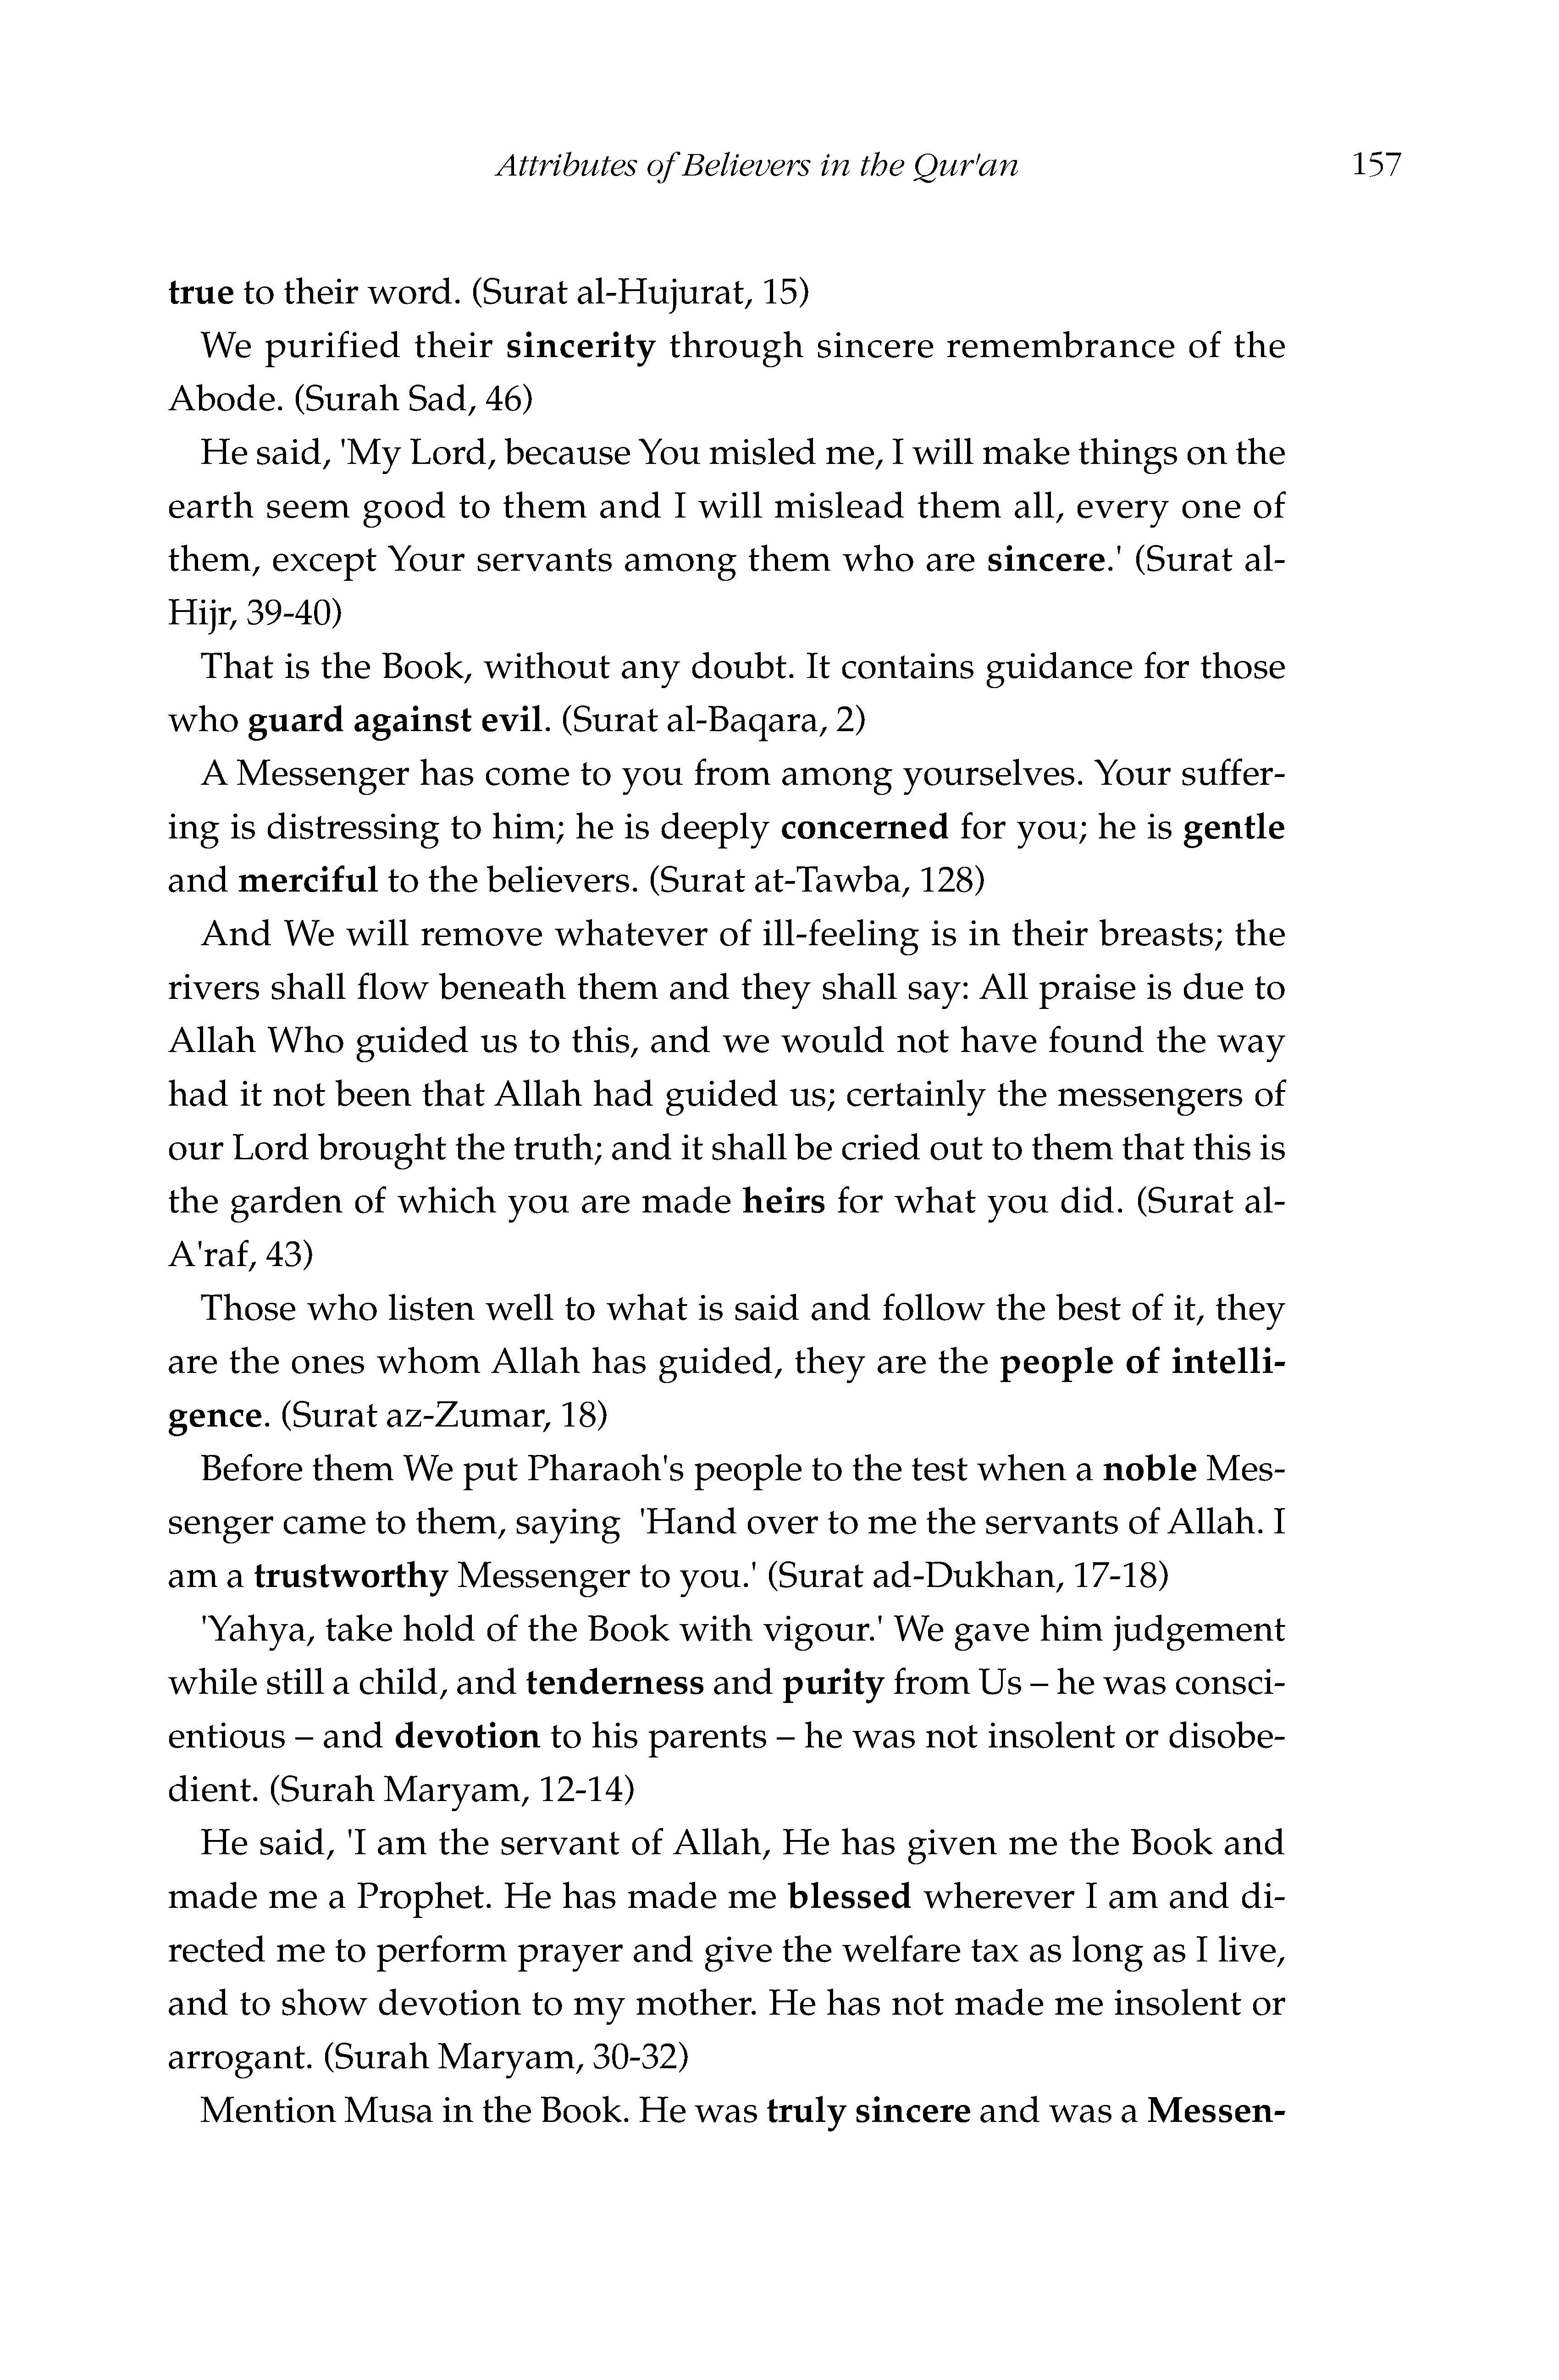 Attributes of Believers in the Qur'an 157
true to their word. (Surat al-Hujurat, 15)
We purified their sincerity through sincere remembrance of the
Abode. (Surah Sad, 46)
He said, 'My Lord, because You misled me, I will make things on the
earth seem good to them and I will mislead them all, every one of
them, except Your servants among them who are sincere.' (Surat al-
Hijr, 39-40)
That is the Book, without any doubt. It contains guidance for those
who guard against evil. (Surat al-Baqara, 2)
A Messenger has come to you from among yourselves. Your suffer-
ing is distressing to him; he is deeply concerned for you; he is gentle
and merciful to the believers. (Surat at-Tawba, 128)
And We will remove whatever of ill-feeling is in their breasts; the
rivers shall flow beneath them and they shall say: All praise is due to
Allah Who guided us to this, and we would not have found the way
had it not been that Allah had guided us; certainly the messengers of
our Lord brought the truth; and it shall be cried out to them that this is
the garden of which you are made heirs for what you did. (Surat al-
A'raf, 43)
Those who listen well to what is said and follow the best of it, they
are the ones whom Allah has guided, they are the people of intelli-
gence. (Surat az-Zumar, 18)
Before them We put Pharaoh's people to the test when a noble Mes-
senger came to them, saying 'Hand over to me the servants of Allah. I
am a trustworthy Messenger to you.' (Surat ad-Dukhan, 17-18)
'Yahya, take hold of the Book with vigour.' We gave him judgement
while still a child, and tenderness and purity from Us – he was consci-
entious – and devotion to his parents – he was not insolent or disobe-
dient. (Surah Maryam, 12-14)
He said, 'I am the servant of Allah, He has given me the Book and
made me a Prophet. He has made me blessed wherever I am and di-
rected me to perform prayer and give the welfare tax as long as I live,
and to show devotion to my mother. He has not made me insolent or
arrogant. (Surah Maryam, 30-32)
Mention Musa in the Book. He was truly sincere and was a Messen-